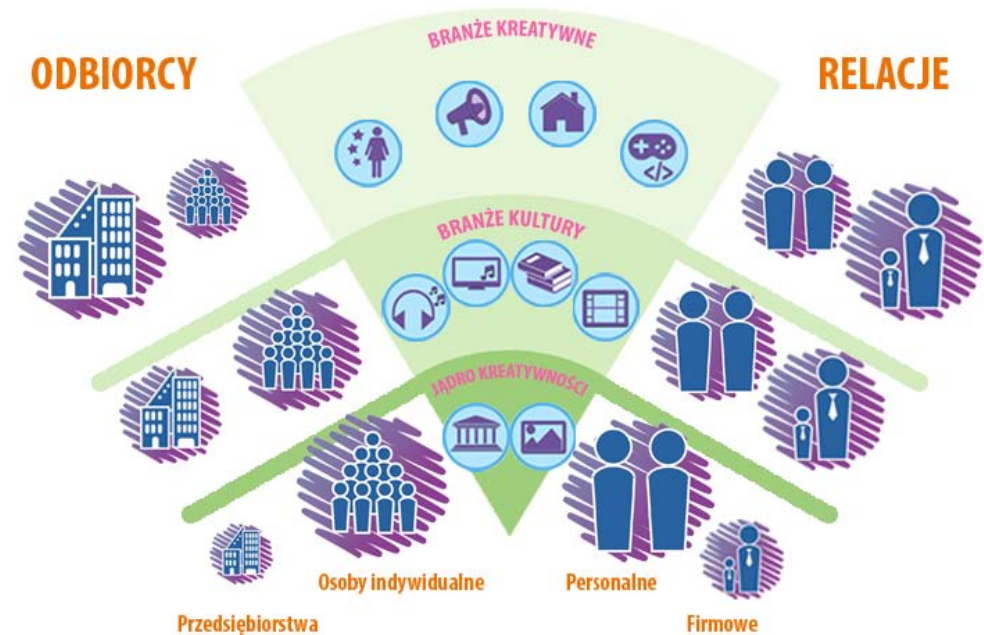 BRANŻE KREATYWNE
ODBIORCY
RELACJE
BRANŻE KULTURY
JĄDRO KREATYWNOŚCI
Osoby indywidualne
Personalne
Przedsiębiorstwa
Firmowe